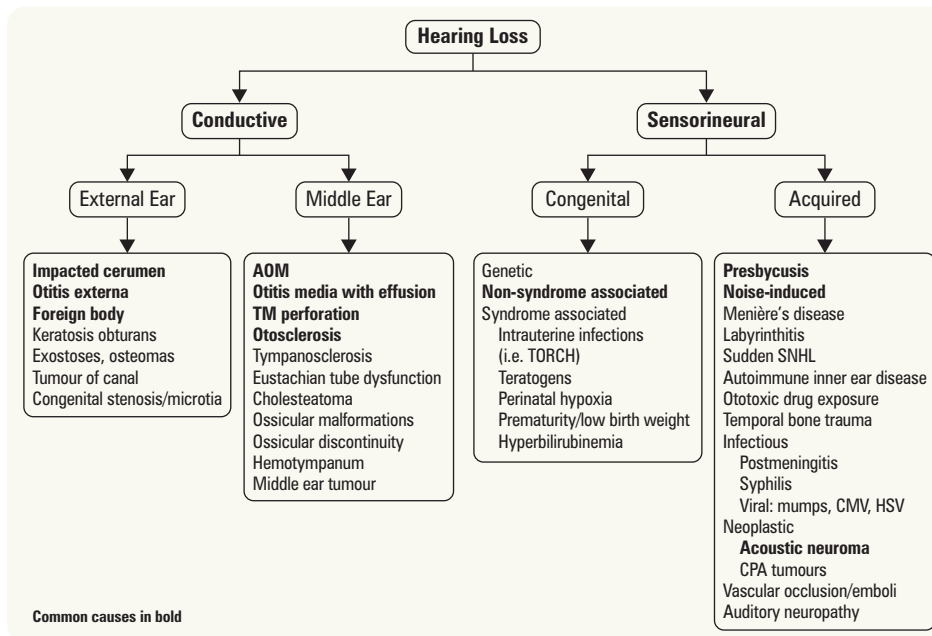 Hearing Loss
Conductive
Sensorineural
External Ear
Middle Ear
Congenital
Acquired
Impacted cerumen
Otitis externa
Foreign body
Keratosis obturans
Exostoses, osteomas
Tumour of canal
Congenital stenosis/microtia
AOM
Otitis media with effusion
TM perforation
Otosclerosis
Tympanosclerosis
Eustachian tube dysfunction
Cholesteatoma
Ossicular malformations
Ossicular discontinuity
Hemotympanum
Middle ear tumour
Genetic
Non-syndrome associated
Syndrome associated
Intrauterine infections
(i.e. TORCH)
Teratogens
Perinatal hypoxia
Prematurity/low birth weight
Hyperbilirubinemia
Presbycusis
Noise-induced
Menière's disease
Labyrinthitis
Sudden SNHL
Autoimmune inner ear disease
Ototoxic drug exposure
Temporal bone trauma
Infectious
Postmeningitis
Syphilis
Viral: mumps, CMV, HSV
Neoplastic
Acoustic neuroma
CPA tumours
Vascular occlusion/emboli
Auditory neuropathy
Common causes in bold